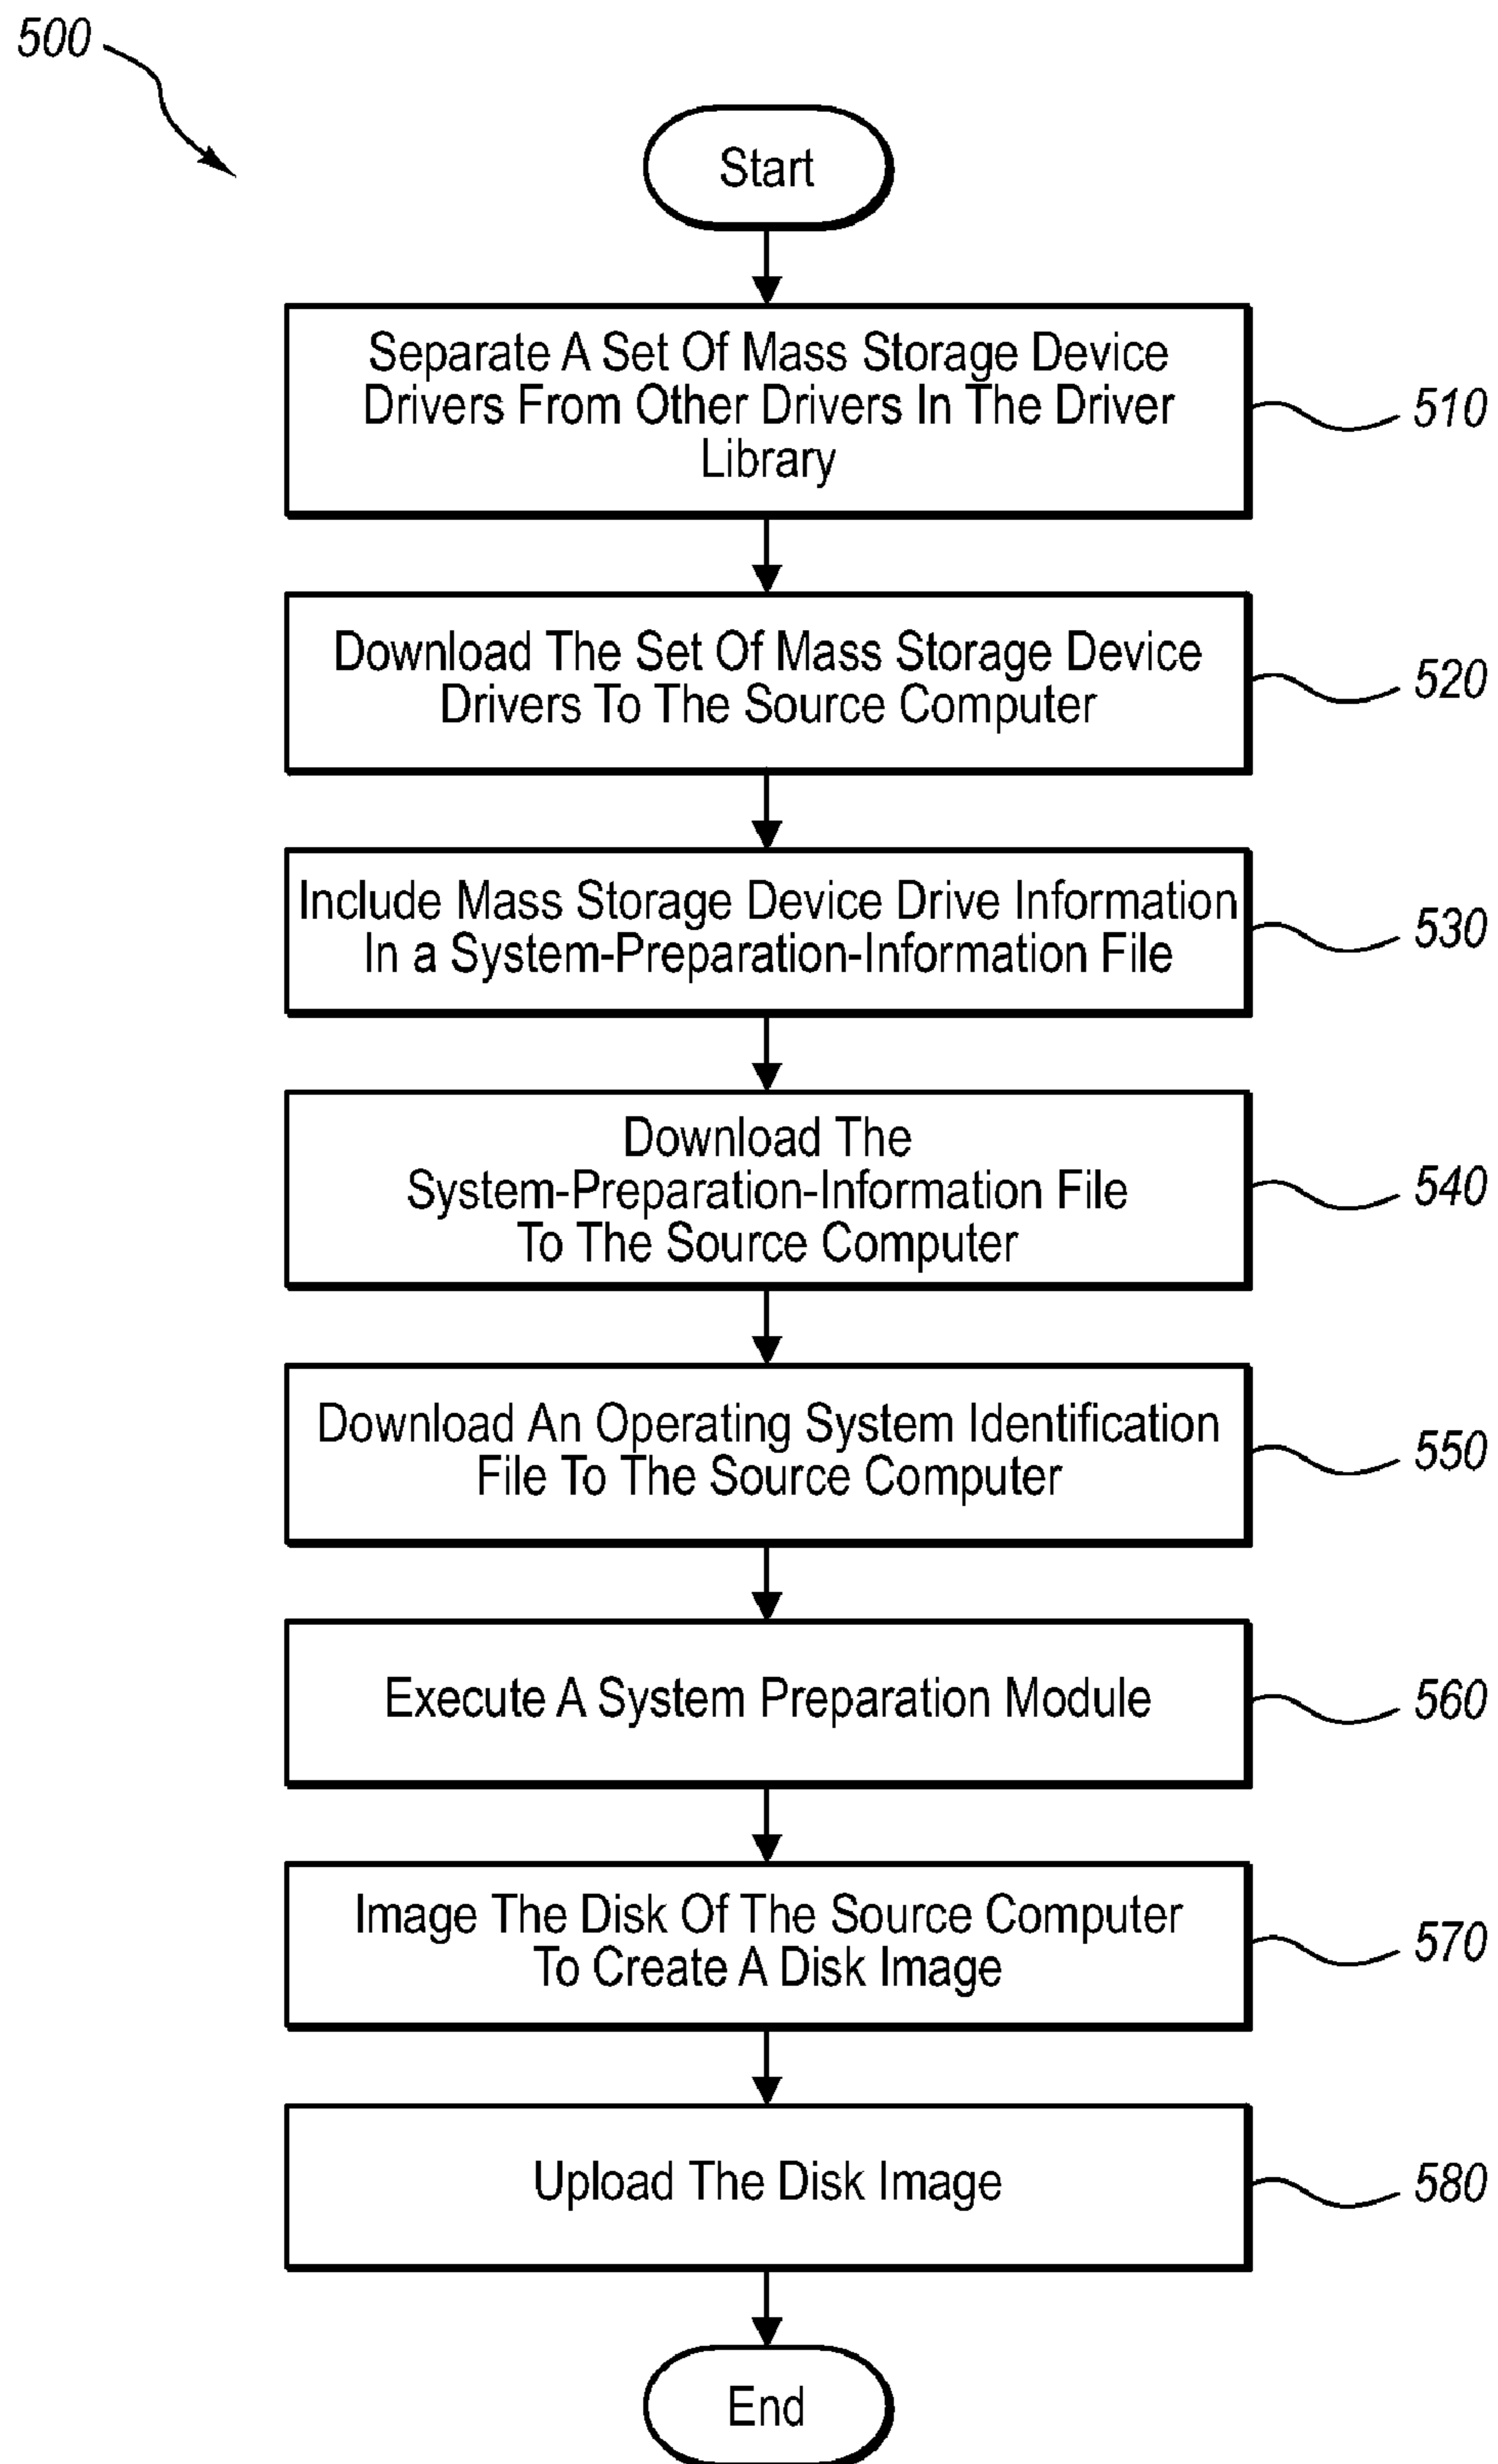 500
Start
Separate A Set Of Mass Storage Device
Drivers From Other Drivers In The Driver
Library
510
Download The Set Of Mass Storage Device
Drivers To The Source Computer
520
Include Mass Storage Device Drive Information
In a System-Preparation-Information File
530
Download The
System-Preparation-Information File
To The Source Computer
540
Download An Operating System Identification
File To The Source Computer
550
Execute A System Preparation Module
560
Image The Disk Of The Source Computer
To Create A Disk Image
570
Upload The Disk Image
580
End